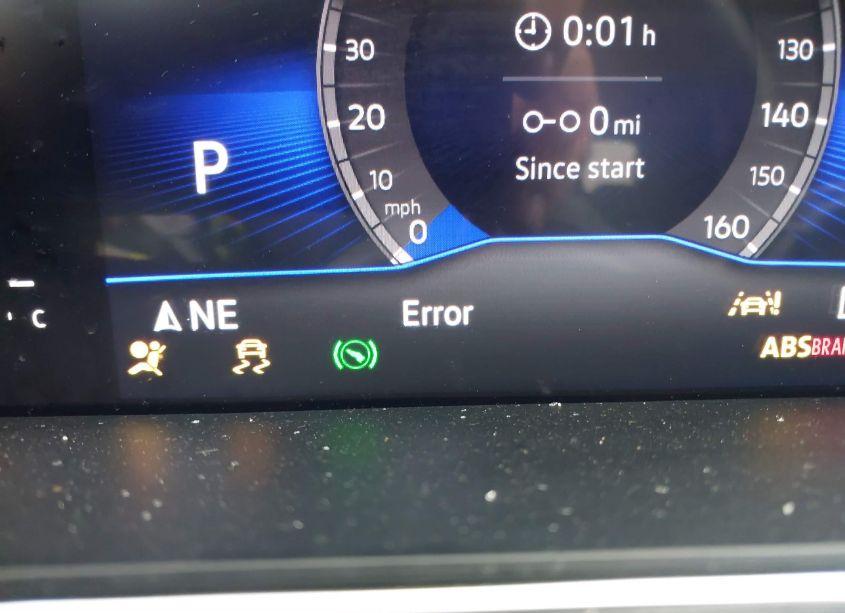 30
0:01 h
130
20
0 mi
140
P
10
Since start
150
mph
0
160
C
NE
Error
ABS